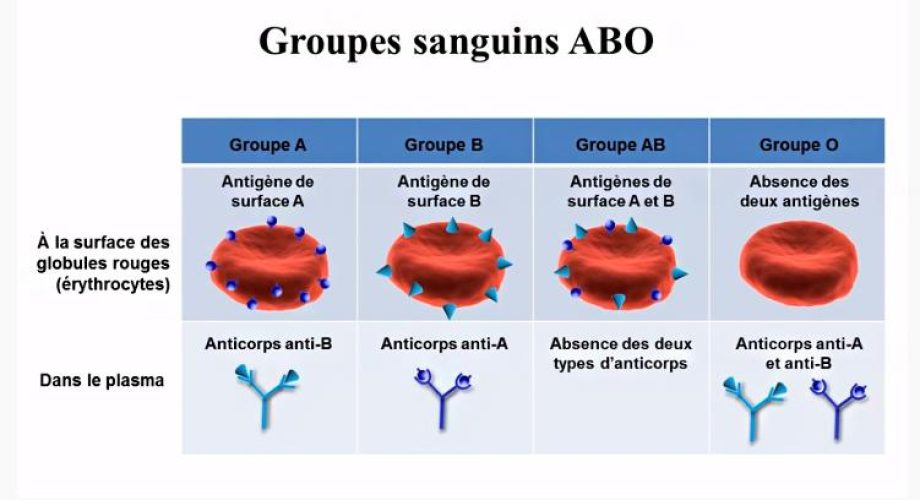 Groupes sanguins ABO
Groupe A
Groupe B
Groupe AB
Groupe O
À la surface des
globules rouges
(érythrocytes)
Antigène de
surface A
Antigène de
surface B
Antigènes de
surface A et B
Absence des
deux antigènes
Dans le plasma
Anticorps anti-B
Anticorps anti-A
Absence des deux
types d'anticorps
Anticorps anti-A
et anti-B